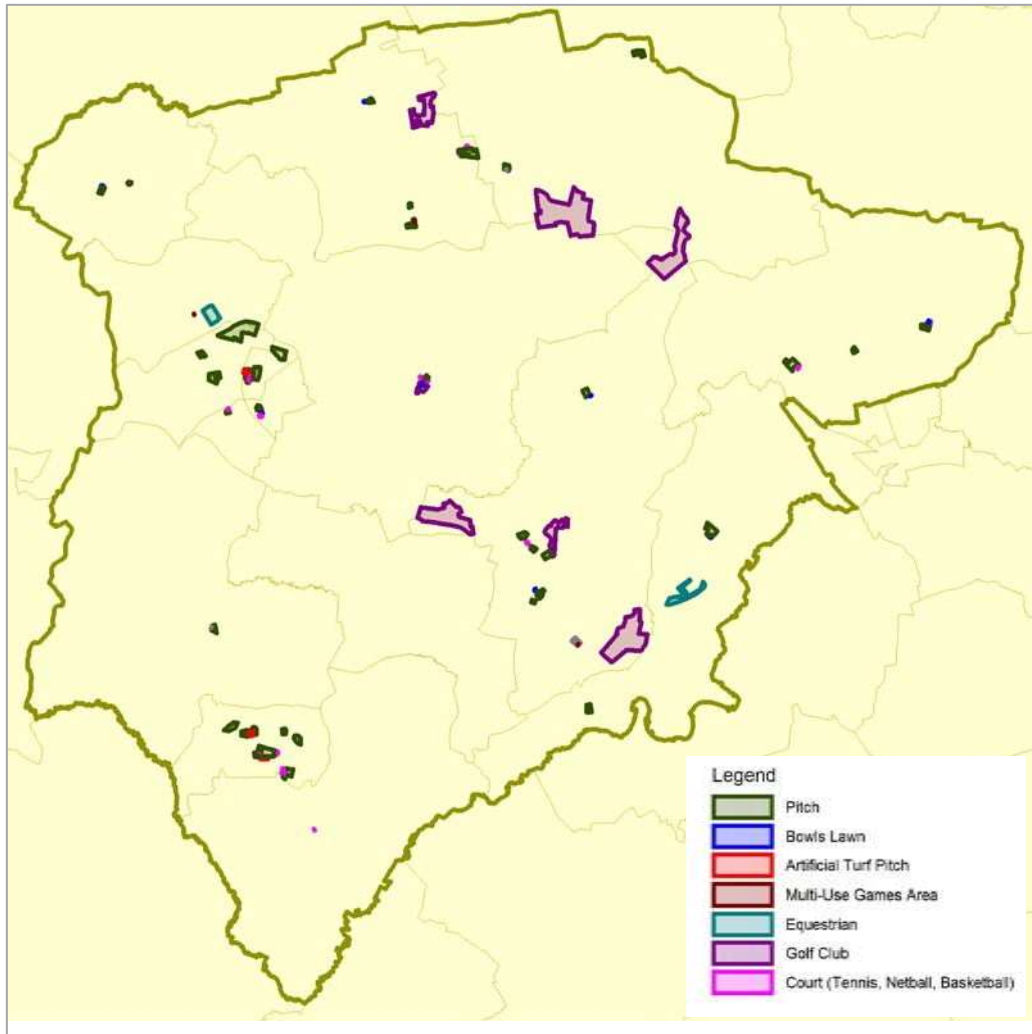 Legend
Pitch
Bowls Lawn
Artificial Turf Pitch
Multi-Use Games Area
Equestrian
Golf Club
Court (Tennis, Netball, Basketball)